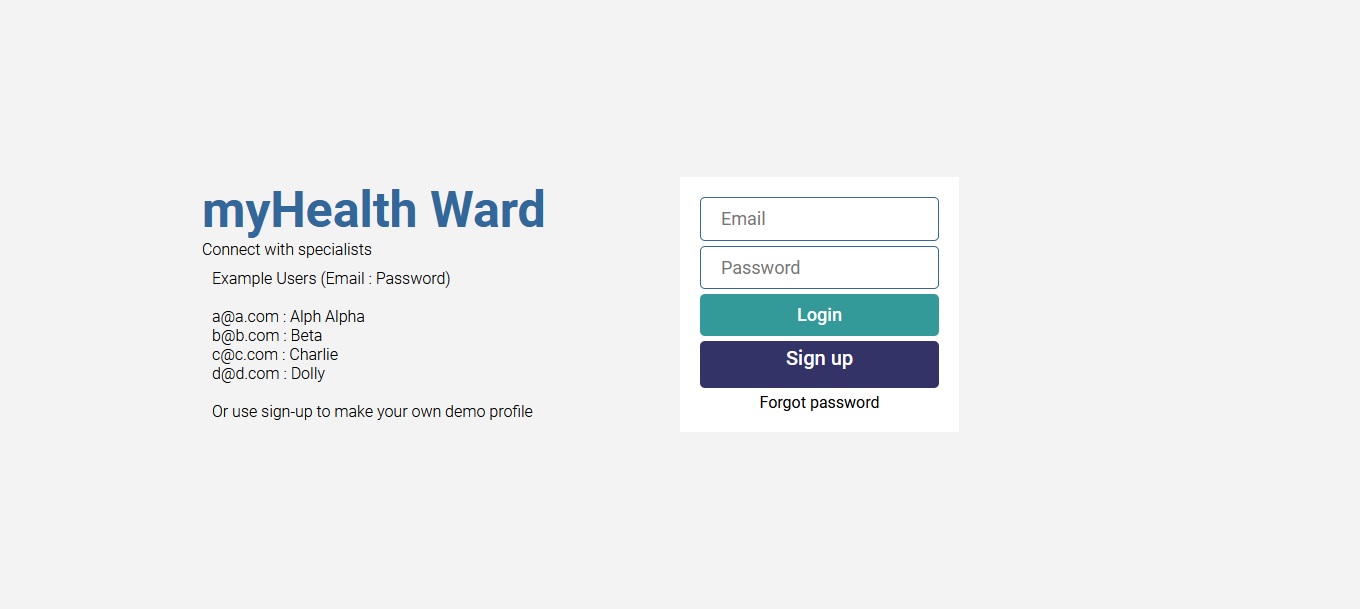 myHealth Ward
Connect with specialists
Example Users (Email : Password)
a@a.com : Alph Alpha
b@b.com : Beta
c@c.com : Charlie
d@d.com : Dolly
Or use sign-up to make your own demo profile
Email
Password
Login
Sign up
Forgot password